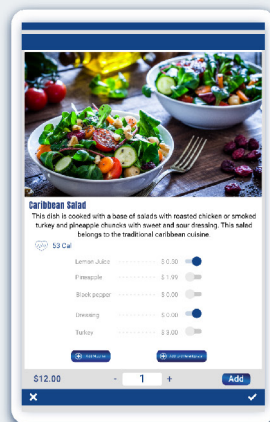 Caribbean Salad
This dish is cooked with a base of salads with roasted chicken or smoked
turkey and pineapple chuncks with sweet and sour dressing. This salad
belongs to the traditional caribbean cuisine
53 Cal
Lemon Juice $ 0.50
Pineapple $ 1.99
Black pepper $ 0.00
Dressing $ 0.00
Turkey $ 3.00
$12.00 - 1 + Add